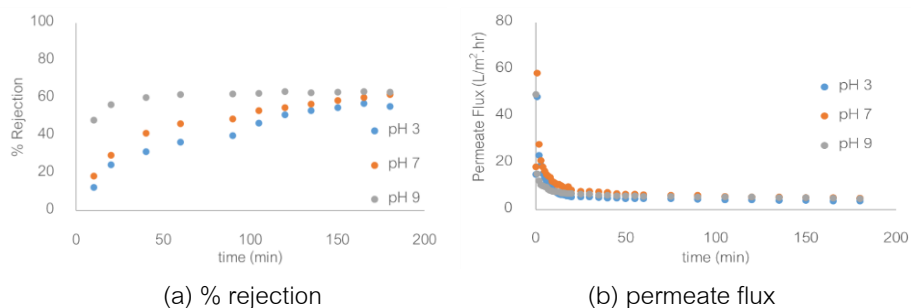 100
80
60
40
20
0
% Rejection
0
50
100
150
200
time (min)
pH 3
pH 7
pH 9
(a) % rejection
80
60
40
20
0
Permeate Flux (L/m².hr)
0
50
100
150
200
time (min)
pH 3
pH 7
pH 9
(b) permeate flux